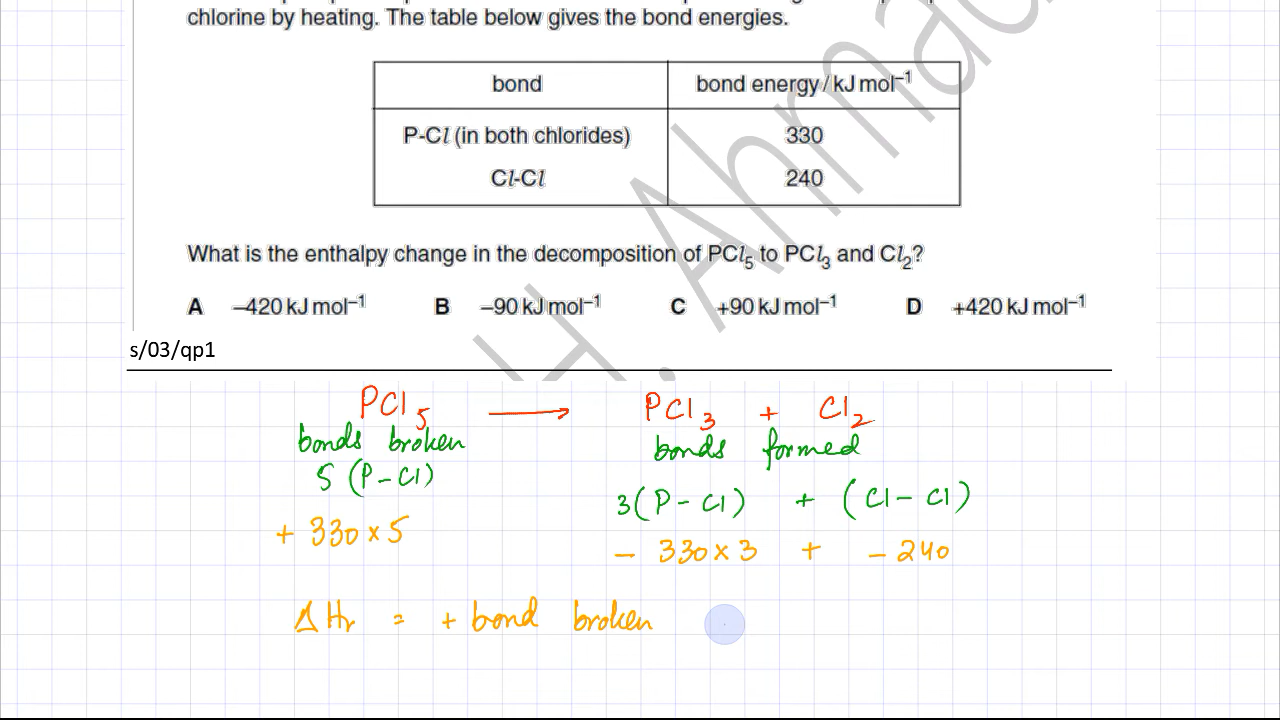 chlorine by heating. The table below gives the bond energies.
bond bond energy / kJ mol⁻¹
P-Cl (in both chlorides) 330
Cl-Cl 240
What is the enthalpy change in the decomposition of PCl₅ to PCl₃ and Cl₂?
A –420 kJ mol⁻¹ B –90 kJ mol⁻¹ C +90 kJ mol⁻¹ D +420 kJ mol⁻¹
s/03/qp1
PCl₅ → PCl₃ + Cl₂
bonds broken bonds formed
5 (P-Cl) 3(P-Cl) + (Cl-Cl)
+ 330 × 5 - 330 × 3 + - 240
ΔHr = + bond broken
H. Ahmad